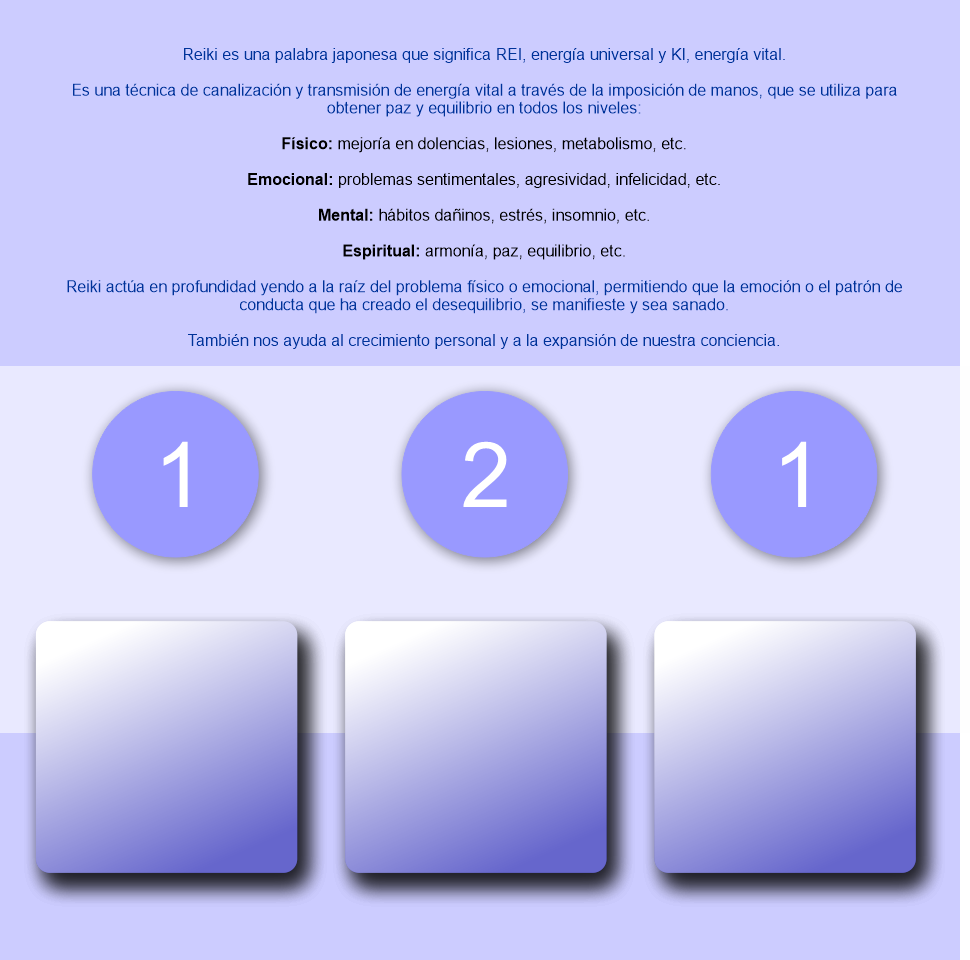 Reiki es una palabra japonesa que significa REI, energía universal y KI, energía vital.
Es una técnica de canalización y transmisión de energía vital a través de la imposición de manos, que se utiliza para
obtener paz y equilibrio en todos los niveles:
Físico: mejoría en dolencias, lesiones, metabolismo, etc.
Emocional: problemas sentimentales, agresividad, infelicidad, etc.
Mental: hábitos dañinos, estrés, insomnio, etc.
Espiritual: armonía, paz, equilibrio, etc.
Reiki actúa en profundidad yendo a la raíz del problema físico o emocional, permitiendo que la emoción o el patrón de
conducta que ha creado el desequilibrio, se manifieste y sea sanado.
También nos ayuda al crecimiento personal y a la expansión de nuestra conciencia.
1 2 1